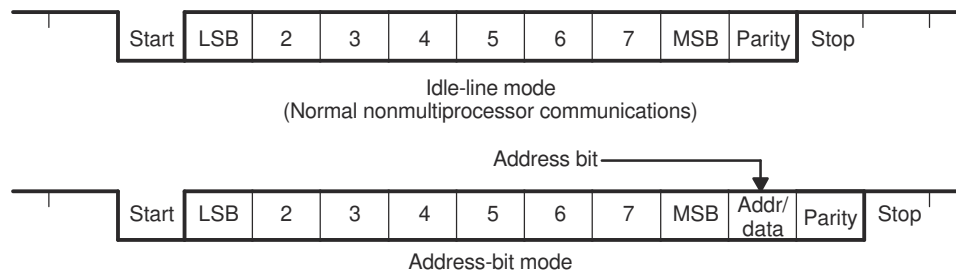 Start LSB 2 3 4 5 6 7 MSB Parity Stop
Idle-line mode
(Normal nonmultiprocessor communications)
Address bit
Start LSB 2 3 4 5 6 7 MSB Addr/ data Parity Stop
Address-bit mode